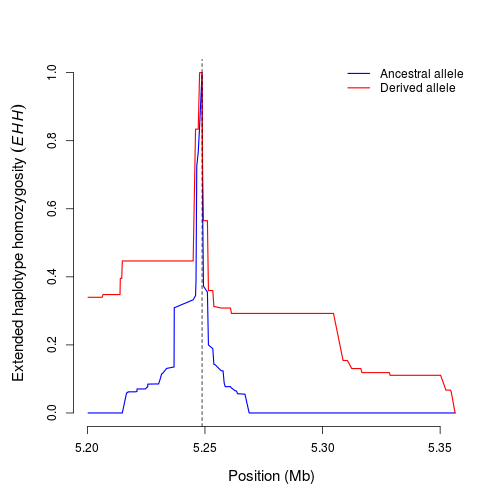 Ancestral allele
Derived allele
Extended haplotype homozygosity (EHH)
1.0
0.8
0.6
0.4
0.2
0.0
5.20 5.25 5.30 5.35
Position (Mb)